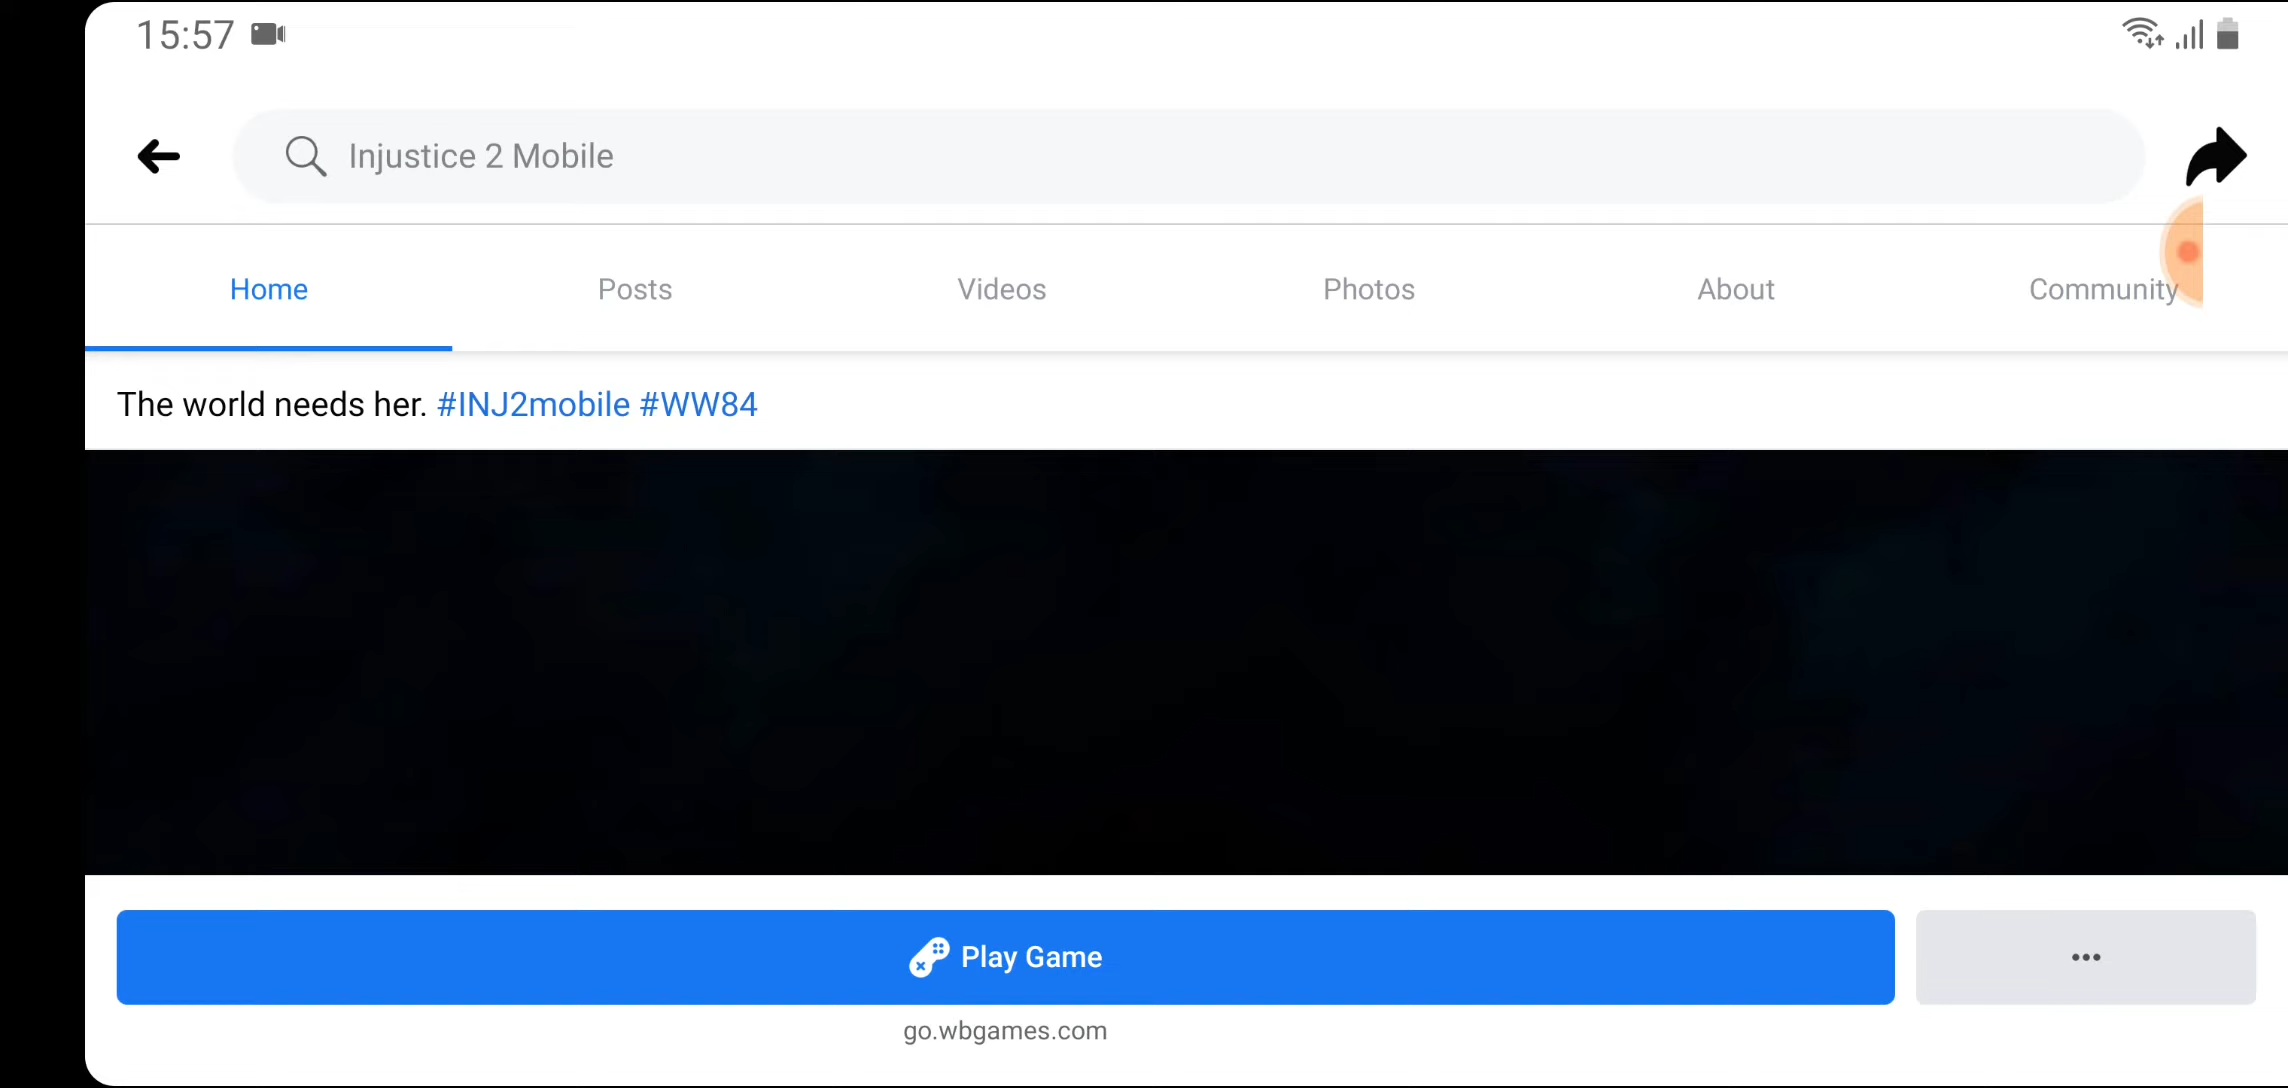 15:57
Injustice 2 Mobile
Home Posts Videos Photos About Community
The world needs her. #INJ2mobile #WW84
Play Game
go.wbgames.com